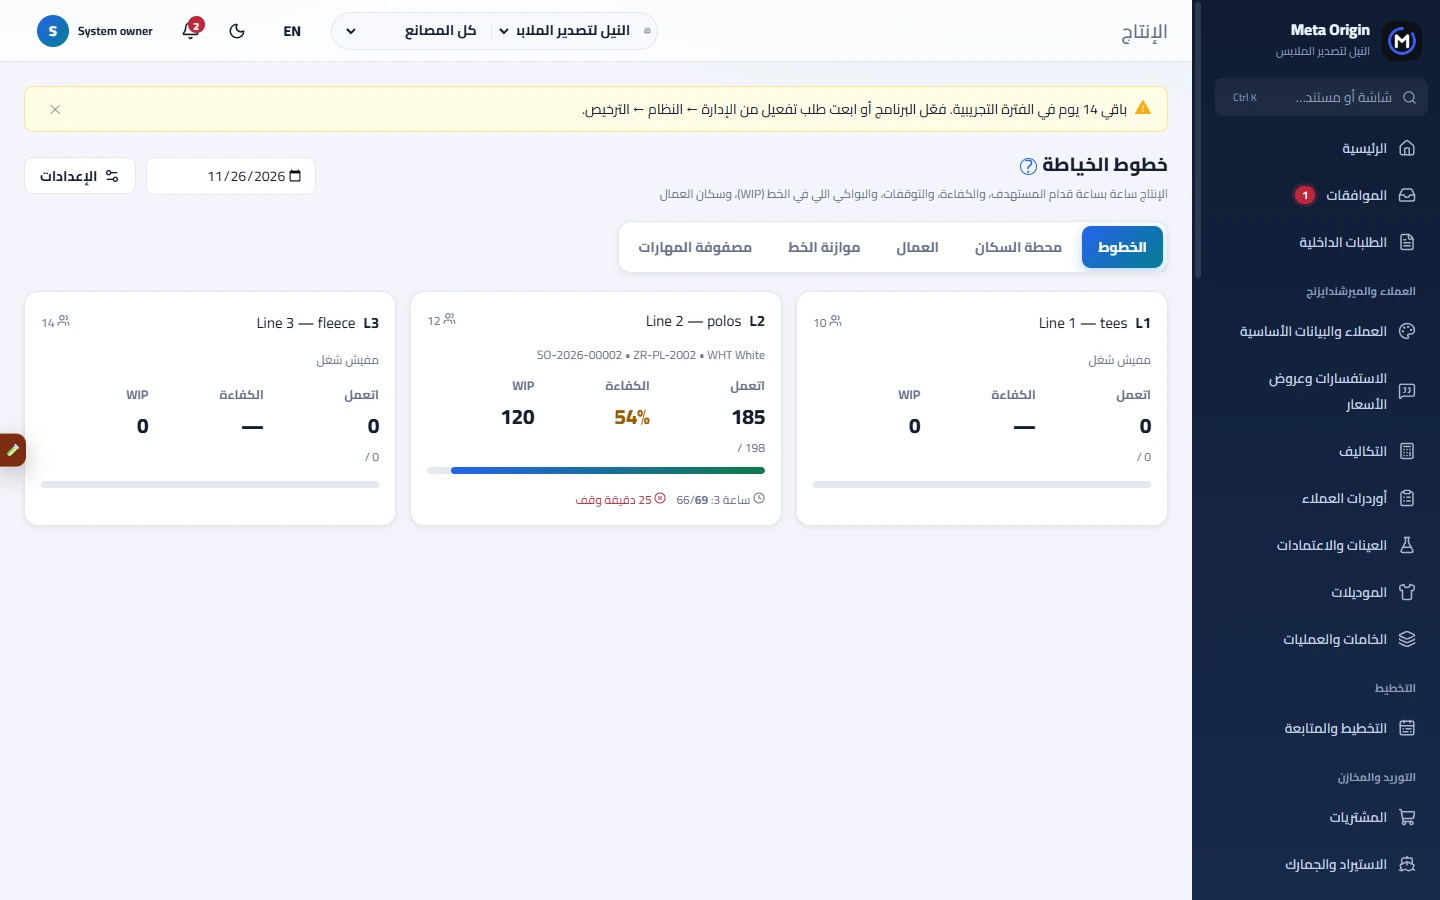 Meta Origin
النيل لتصدير الملابس
شاشة أو مستند... Ctrl K
الرئيسية
الموافقات 1
الطلبات الداخلية
العملاء والميرشندايزنج
العملاء والبيانات الأساسية
الاستفسارات وعروض
الأسعار
التكاليف
أوردرات العملاء
العينات والاعتمادات
الموديلات
الخامات والعمليات
التخطيط
التخطيط والمتابعة
التوريد والمخازن
المشتريات
الاستيراد والجمارك
الإنتاج
النيل لتصدير الملابس
كل المصانع
EN
2
System owner
S
باقي 14 يوم في الفترة التجريبية. فعّل البرنامج أو ابعت طلب تفعيل من الإدارة ← النظام ← الترخيص.
خطوط الخياطة
الإنتاج ساعة بساعة قدام المستهدف، والكفاءة، والتوقفات، والبواكي اللي في الخط (WIP)، وسكان العمال
11/26/2026
الإعدادات
الخطوط
محطة السكان
العمال
موازنة الخط
مصفوفة المهارات
L1 Line 1 — tees
10
مفيش شغل
اتعمل الكفاءة WIP
0 — 0
/ 0
L2 Line 2 — polos
12
SO-2026-00002 • ZR-PL-2002 • WHT White
اتعمل الكفاءة WIP
185 54% 120
/ 198
ساعة 3: 66/69 25 دقيقة وقف
L3 Line 3 — fleece
14
مفيش شغل
اتعمل الكفاءة WIP
0 — 0
/ 0